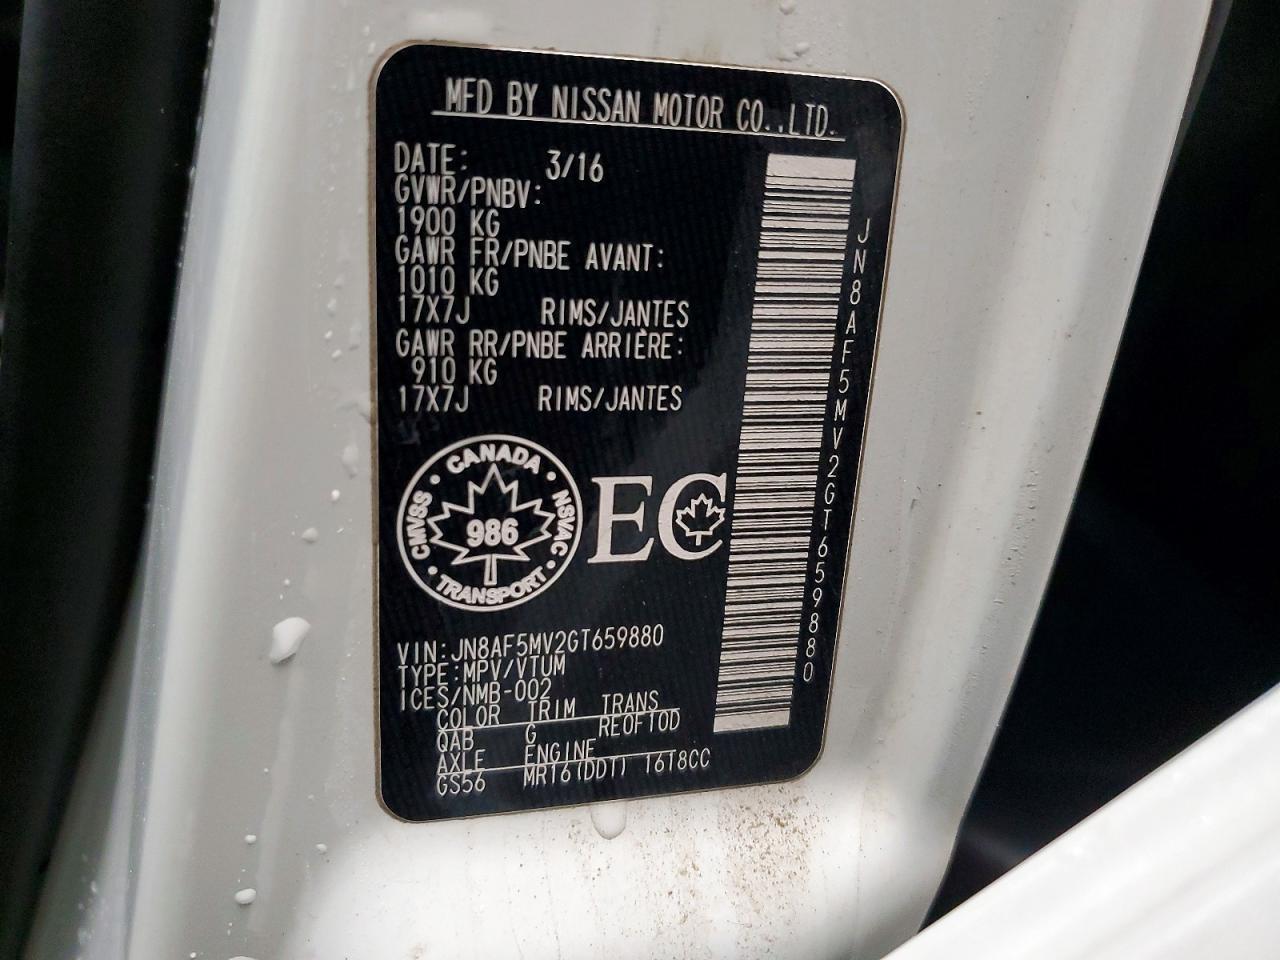 MFD BY NISSAN MOTOR CO.,LTD.
DATE: 3/16
GVWR/PNBV:
1900 KG
GAWR FR/PNBE AVANT:
1010 KG
17X7J RIMS/JANTES
GAWR RR/PNBE ARRIÈRE:
910 KG
17X7J RIMS/JANTES
CANADA
CMVSS
986
NSVAC
TRANSPORT
EC
VIN:JN8AF5MV2GT659880
TYPE:MPV/VTUM
ICES/NMB-002
COLOR TRIM TRANS
QAB G RE0F10D
AXLE ENGINE
GS56 MR16(DDT) 1618CC
JN8AF5MV2GT659880